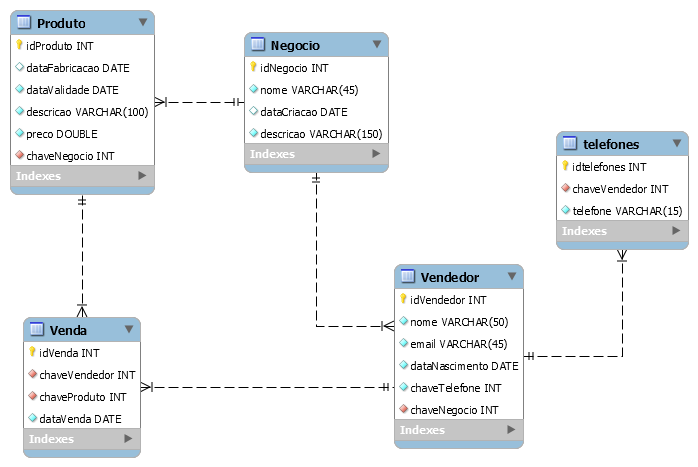 Produto
idProduto INT
dataFabricacao DATE
dataValidade DATE
descricao VARCHAR(100)
preco DOUBLE
chaveNegocio INT
Indexes
Negocio
idNegocio INT
nome VARCHAR(45)
dataCriacao DATE
descricao VARCHAR(150)
Indexes
telefones
idtelefones INT
chaveVendedor INT
telefone VARCHAR(15)
Indexes
Vendedor
idVendedor INT
nome VARCHAR(50)
email VARCHAR(45)
dataNascimento DATE
chaveTelefone INT
chaveNegocio INT
Indexes
Venda
idVenda INT
chaveVendedor INT
chaveProduto INT
dataVenda DATE
Indexes